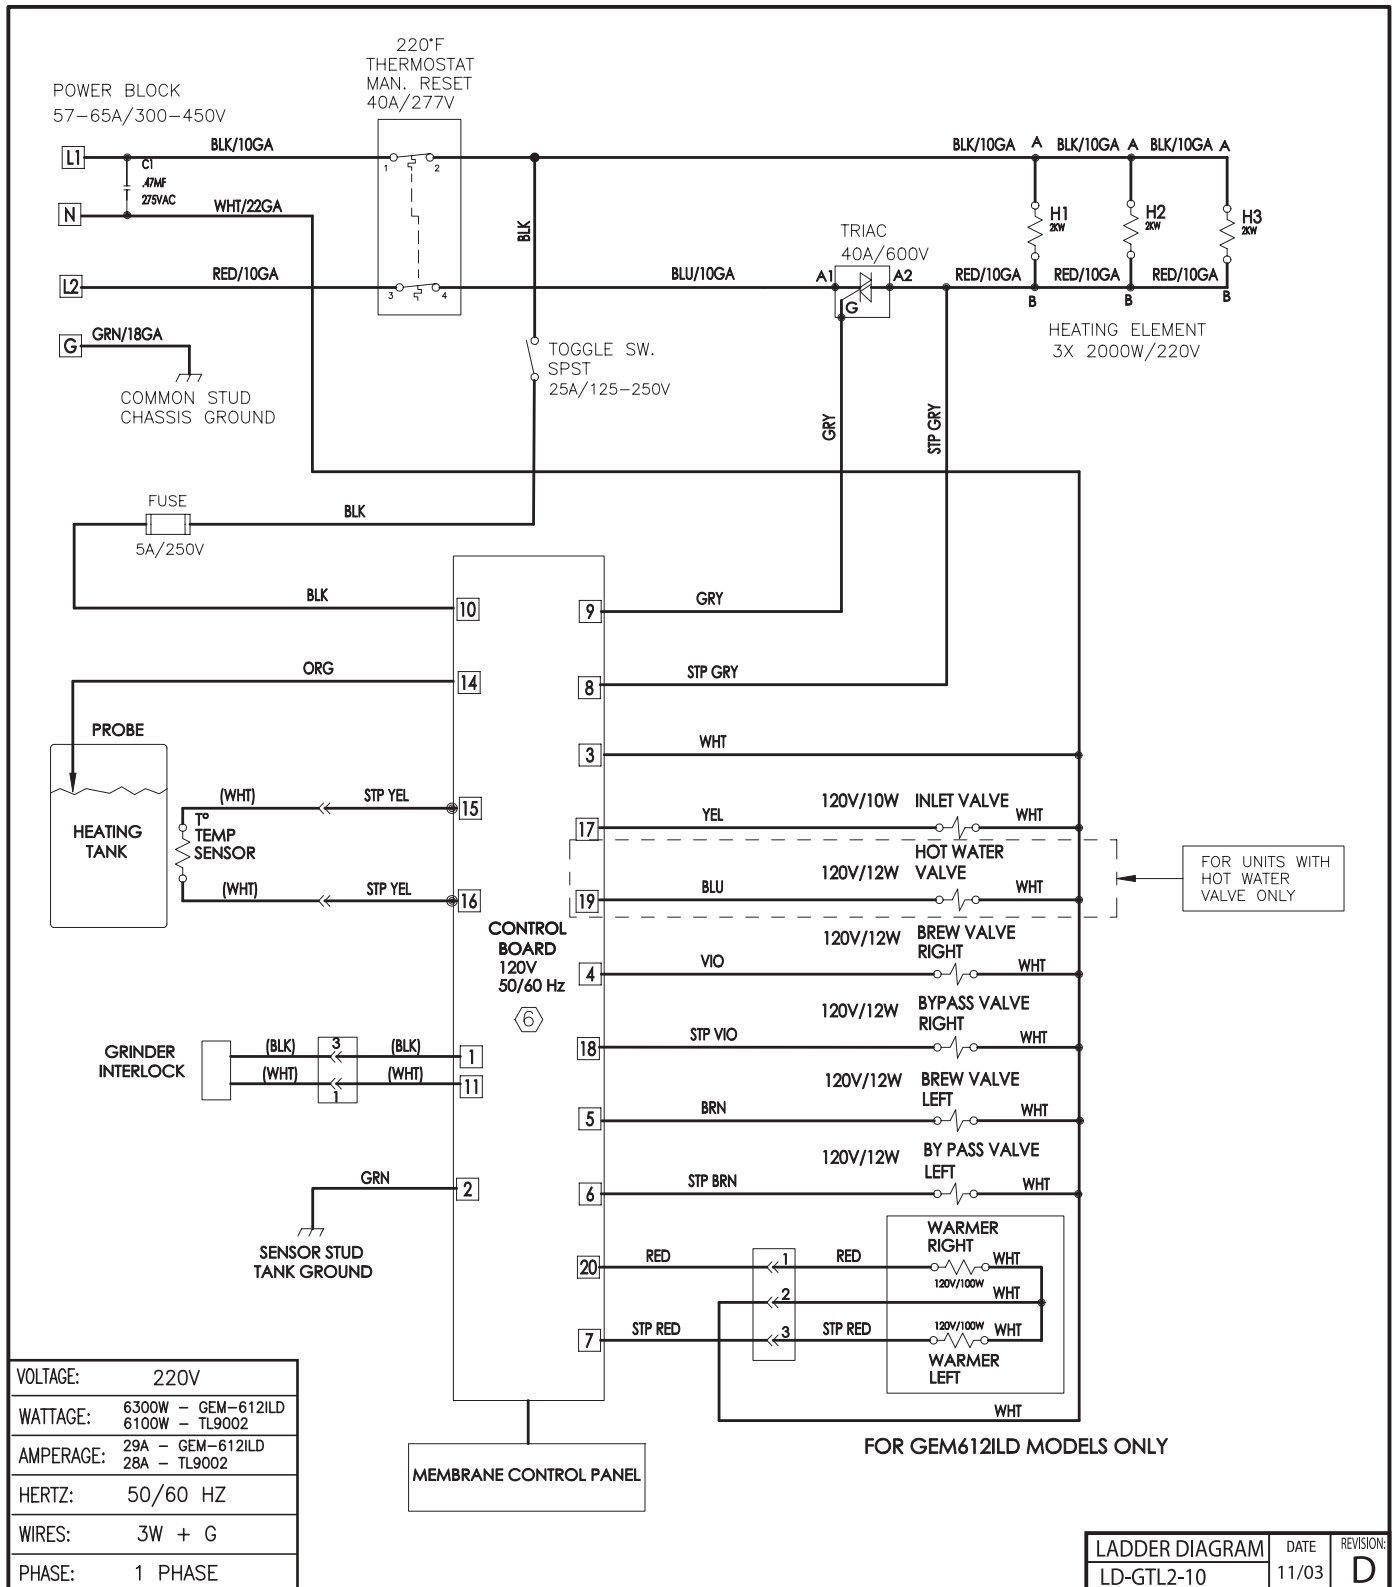 220°F
THERMOSTAT
MAN. RESET
40A/277V
POWER BLOCK
57-65A/300-450V
L1
BLK/10GA
1
2
BLK/10GA
A
BLK/10GA
A
BLK/10GA
A
C1
.47MF
275VAC
N
WHT/22GA
BLK
H1
2KW
H2
2KW
H3
2KW
TRIAC
40A/600V
L2
RED/10GA
3
4
BLU/10GA
A1
A2
G
RED/10GA
B
RED/10GA
B
RED/10GA
B
HEATING ELEMENT
3X 2000W/220V
G
GRN/18GA
COMMON STUD
CHASSIS GROUND
TOGGLE SW.
SPST
25A/125-250V
GRY
STP GRY
FUSE
5A/250V
BLK
BLK
10
9
GRY
ORG
14
8
STP GRY
PROBE
HEATING
TANK
3
WHT
(WHT)
STP YEL
15
T°
TEMP
SENSOR
(WHT)
STP YEL
16
17
YEL
120V/10W
INLET VALVE
WHT
19
BLU
120V/12W
HOT WATER
VALVE
WHT
FOR UNITS WITH
HOT WATER
VALVE ONLY
CONTROL
BOARD
120V
50/60 Hz
6
4
VIO
120V/12W
BREW VALVE
RIGHT
WHT
18
STP VIO
120V/12W
BYPASS VALVE
RIGHT
WHT
GRINDER
INTERLOCK
(BLK)
3
(BLK)
1
(WHT)
1
(WHT)
11
5
BRN
120V/12W
BREW VALVE
LEFT
WHT
GRN
2
SENSOR STUD
TANK GROUND
6
STP BRN
120V/12W
BY PASS VALVE
LEFT
WHT
20
RED
1
RED
WARMER
RIGHT
120V/100W
WHT
2
WHT
7
STP RED
3
STP RED
120V/100W
WHT
WARMER
LEFT
WHT
FOR GEM612ILD MODELS ONLY
MEMBRANE CONTROL PANEL
VOLTAGE: 220V
WATTAGE: 6300W - GEM-612ILD
6100W - TL9002
AMPERAGE: 29A - GEM-612ILD
28A - TL9002
HERTZ: 50/60 HZ
WIRES: 3W + G
PHASE: 1 PHASE
LADDER DIAGRAM
LD-GTL2-10
DATE
11/03
REVISION:
D